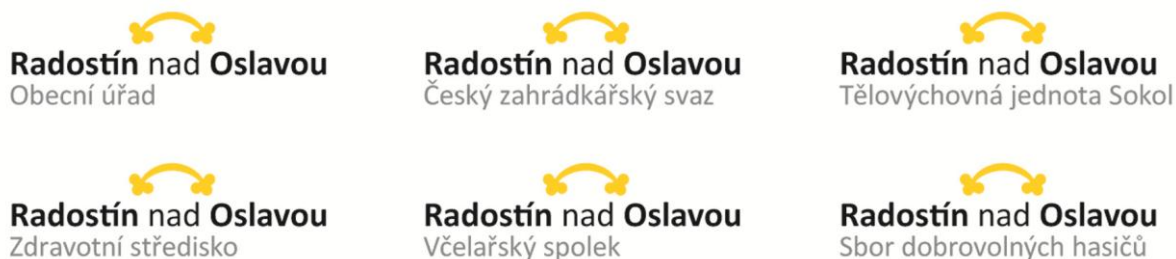 Radostín nad Oslavou
Obecní úřad
Radostín nad Oslavou
Český zahrádkářský svaz
Radostín nad Oslavou
Tělovýchovná jednota Sokol
Radostín nad Oslavou
Zdravotní středisko
Radostín nad Oslavou
Včelařský spolek
Radostín nad Oslavou
Sbor dobrovolných hasičů